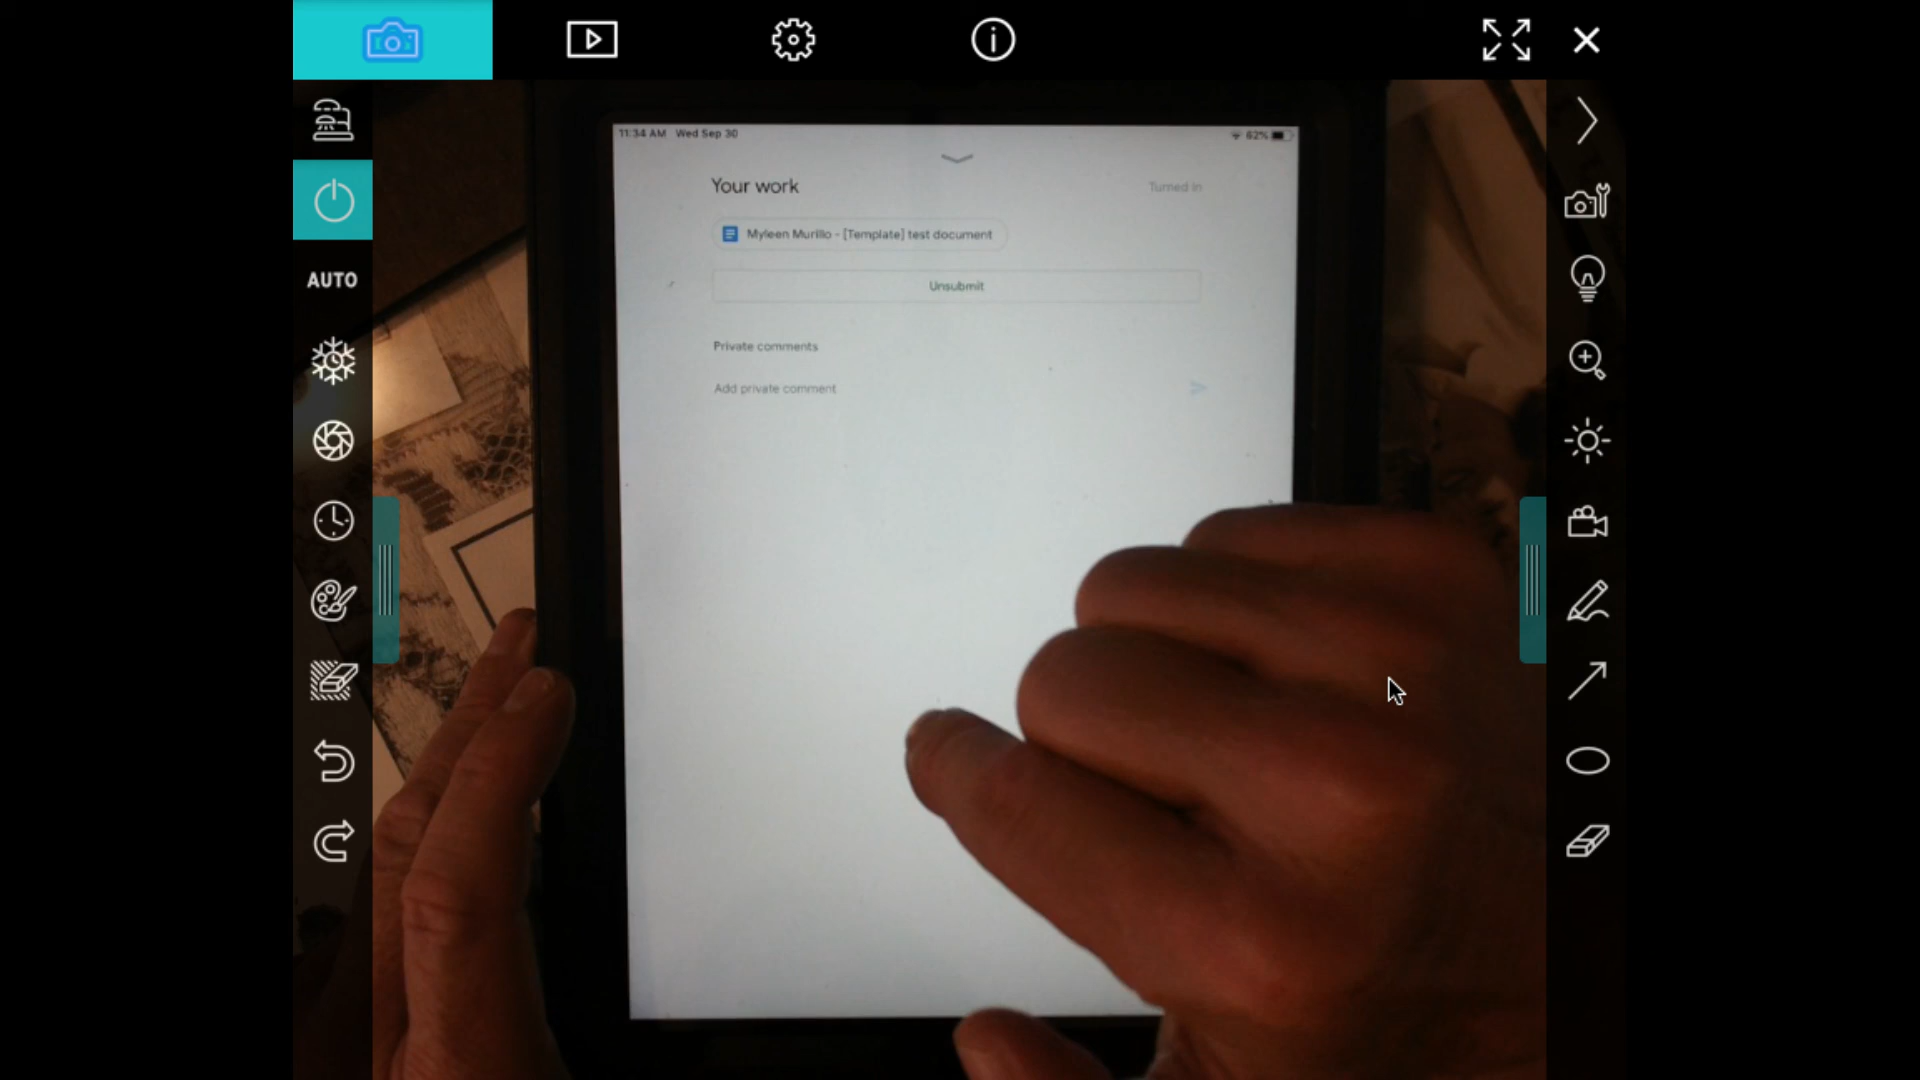 AUTO
11:34 AM Wed Sep 30
62%
Your work
Turned in
Myleen Murillo - [Template] test document
Unsubmit
Private comments
Add private comment